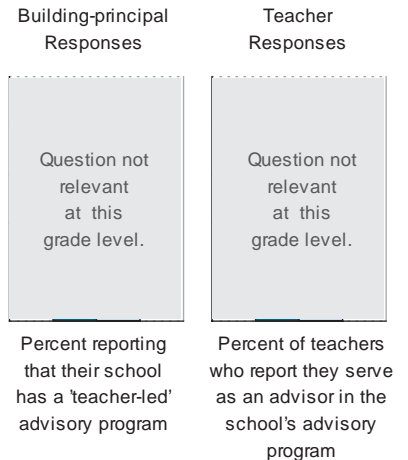 Building-principal
Responses
Teacher
Responses
Question not
relevant
at this
grade level.
Question not
relevant
at this
grade level.
Percent reporting
that their school
has a 'teacher-led’
advisory program
Percent of teachers
who report they serve
as an advisor in the
school's advisory
program